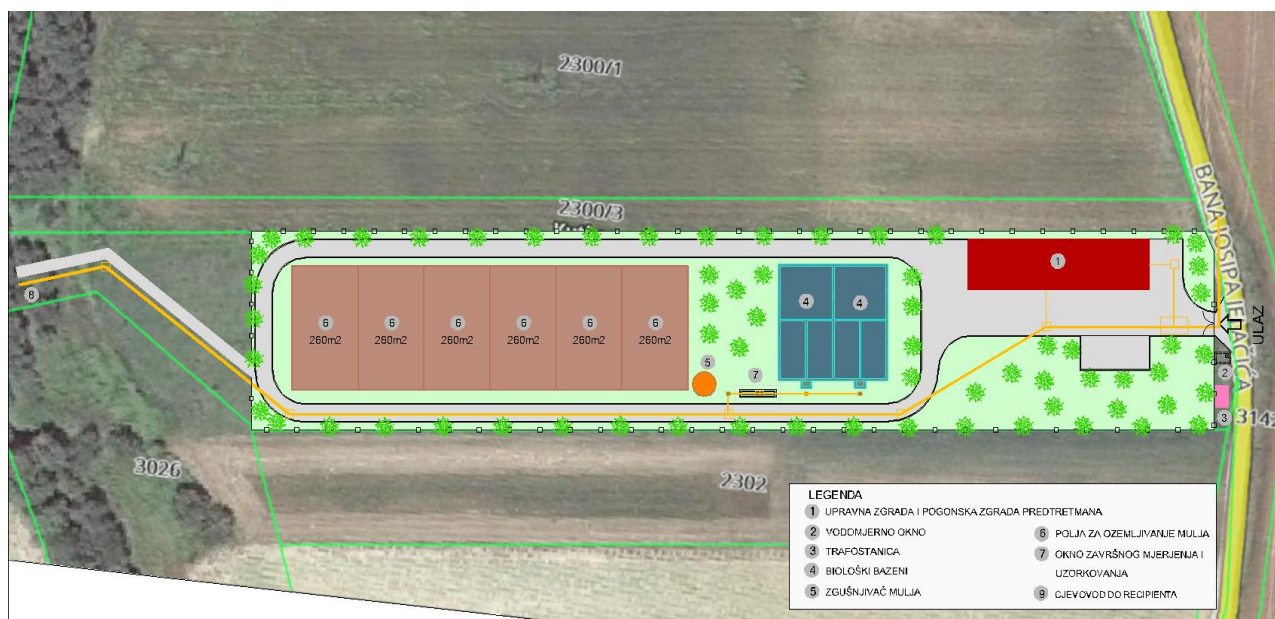 2300/1
2300/3
BANA JOSIPA JELAČIĆA
1
8
6 6 6 6 6 6
260m2 260m2 260m2 260m2 260m2 260m2
4 4
5
7
ULAZ
2
3
3026
2302
LEGENDA
1 UPRAVNA ZGRADA I POGONSKA ZGRADA PREDTRETMANA
2 VODOMJERNO OKNO
3 TRAFOSTANICA
4 BIOLOŠKI BAZENI
5 ZGUŠNJIVAČ MULJA
6 POLJA ZA OZEMLJIVANJE MULJA
7 OKNO ZAVRŠNOG MJERJENJA I
UZORKOVANJA
9 CJEVOVOD DO RECIPIENTA